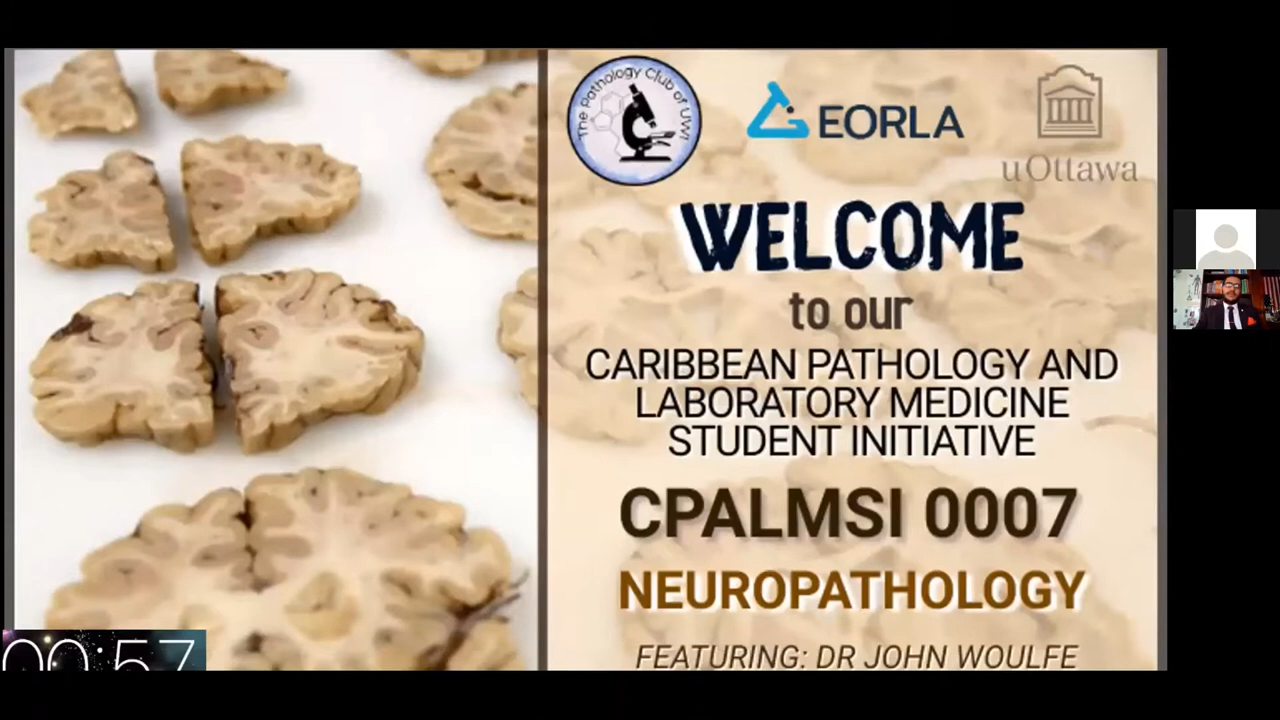 The Pathology Club of UWI
EORLA
uOttawa
WELCOME
to our
CARIBBEAN PATHOLOGY AND
LABORATORY MEDICINE
STUDENT INITIATIVE
CPALMSI 0007
NEUROPATHOLOGY
FEATURING: DR JOHN WOULFE
00:57